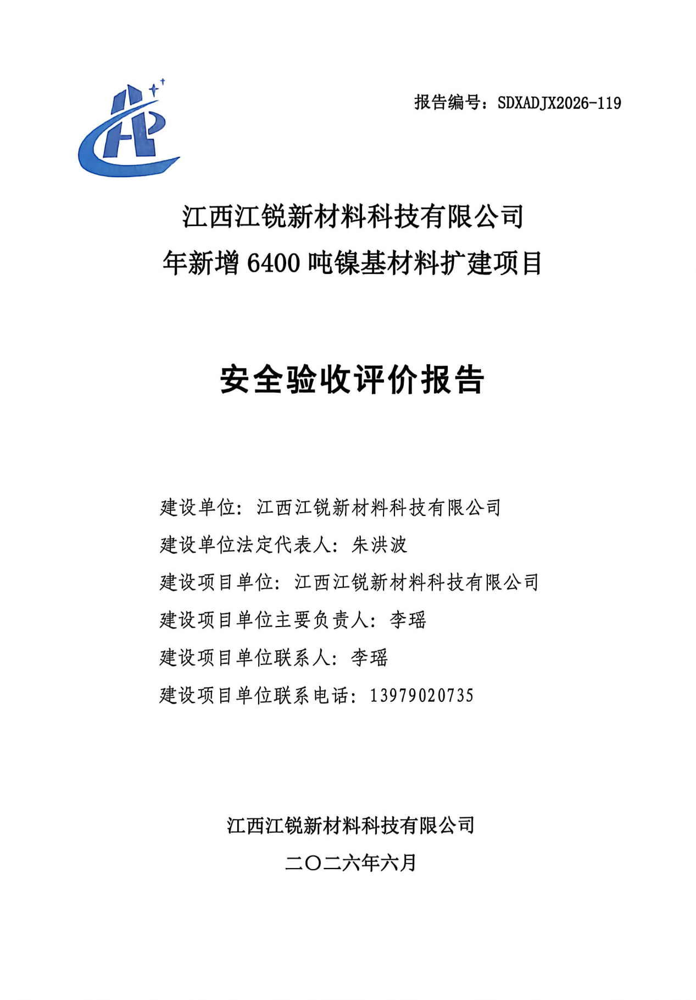 报告编号：SDXADJX2026-119
江西江锐新材料科技有限公司
年新增 6400 吨镍基材料扩建项目
安全验收评价报告
建设单位：江西江锐新材料科技有限公司
建设单位法定代表人：朱洪波
建设项目单位：江西江锐新材料科技有限公司
建设项目单位主要负责人：李瑶
建设项目单位联系人：李瑶
建设项目单位联系电话：13979020735
江西江锐新材料科技有限公司
二〇二六年六月